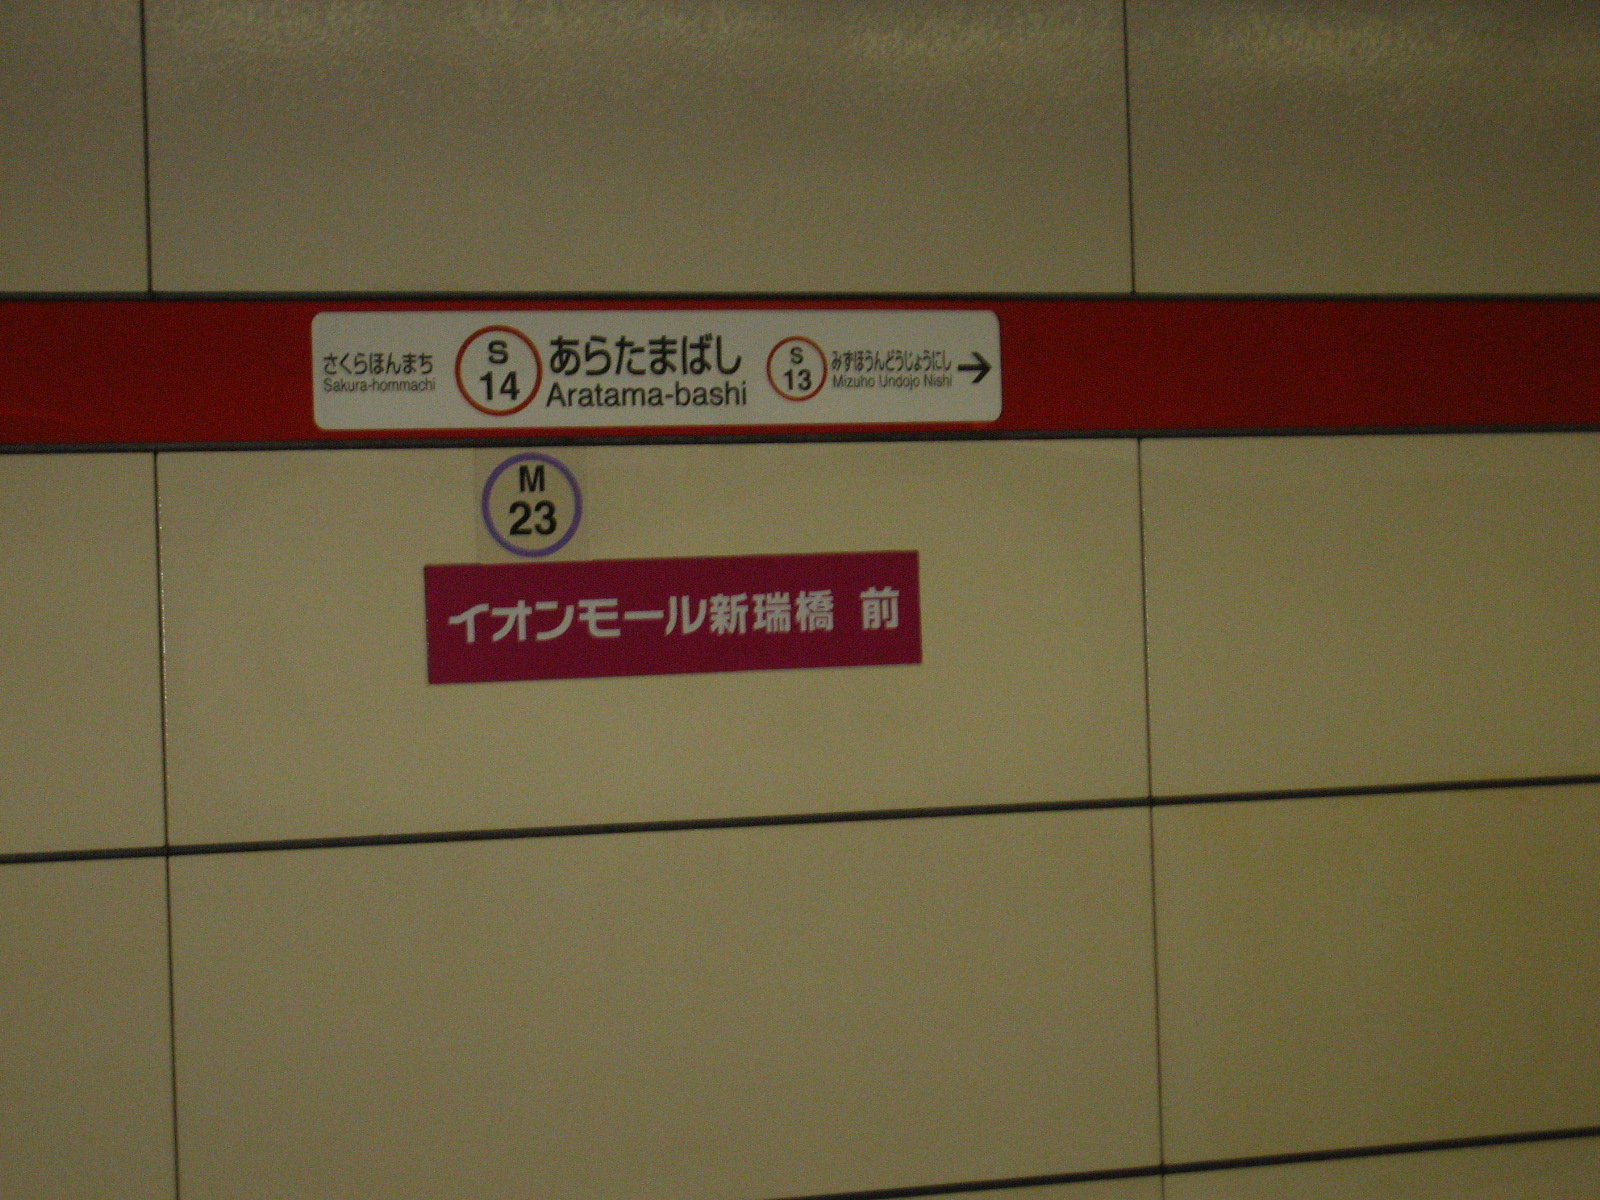 さくらほんまち
Sakura-hommachi
S
14
あらたまばし
Aratama-bashi
S
13
みずほうんどうじょうにし
Mizuho Undojo Nishi
→
M
23
イオンモール新瑞橋 前